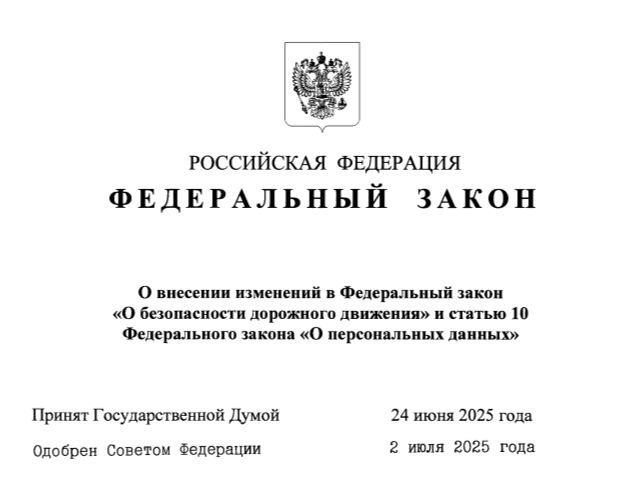 РОССИЙСКАЯ ФЕДЕРАЦИЯ
ФЕДЕРАЛЬНЫЙ ЗАКОН
О внесении изменений в Федеральный закон
«О безопасности дорожного движения» и статью 10
Федерального закона «О персональных данных»
Принят Государственной Думой 24 июня 2025 года
Одобрен Советом Федерации 2 июля 2025 года